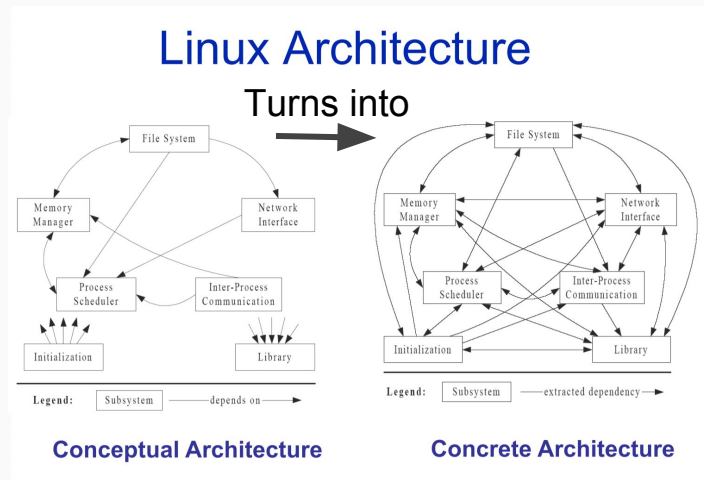 Linux Architecture
Turns into
File System
Memory
Manager
Network
Interface
Process
Scheduler
Inter-Process
Communication
Initialization
Library
Legend:
Subsystem
depends on
Conceptual Architecture
File System
Memory
Manager
Network
Interface
Process
Scheduler
Inter-Process
Communication
Initialization
Library
Legend:
Subsystem
extracted dependency
Concrete Architecture